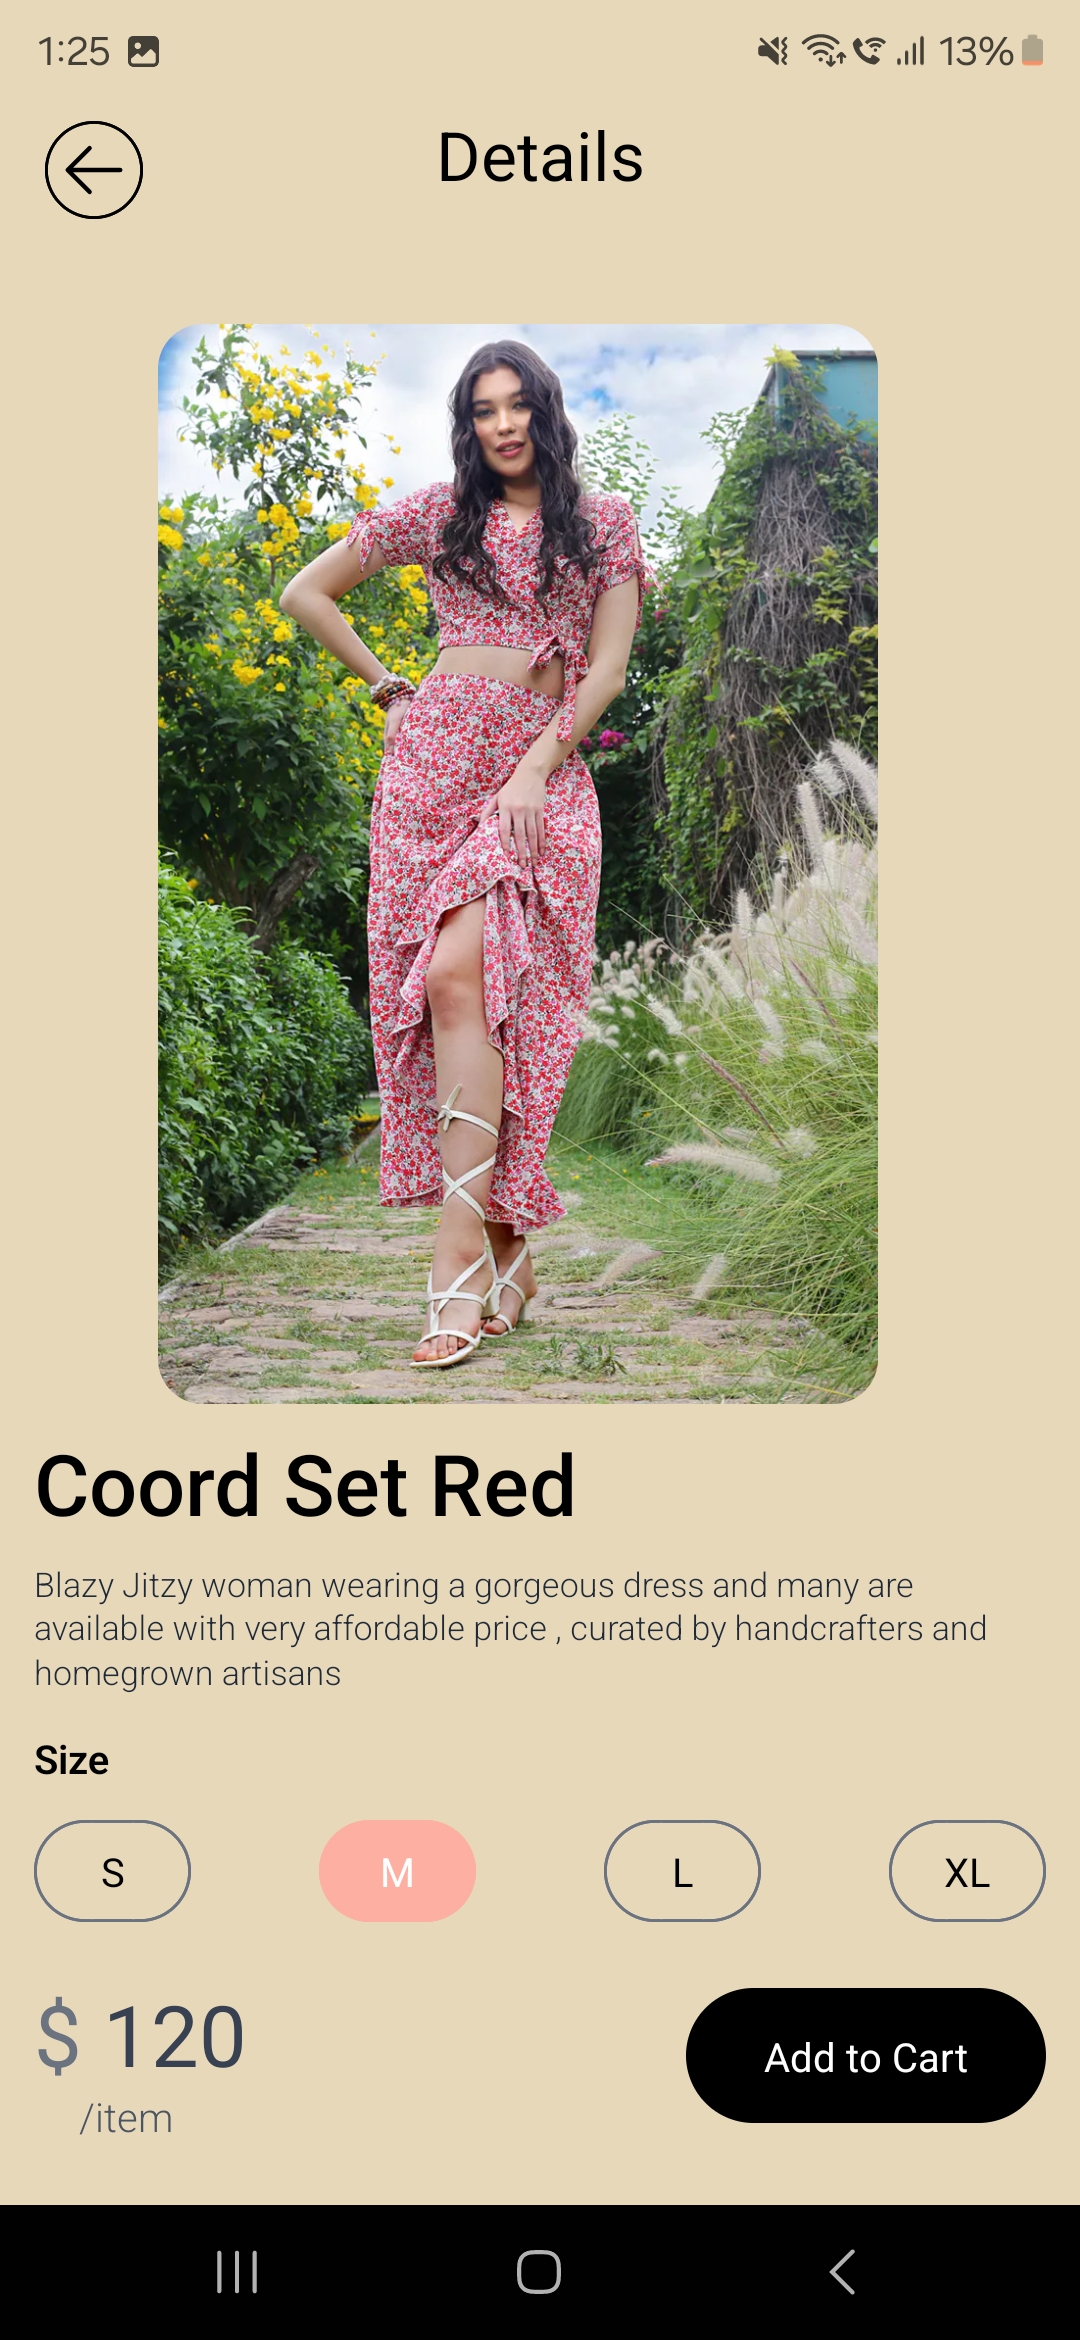 1:25 13%
Details
Coord Set Red
Blazy Jitzy woman wearing a gorgeous dress and many are
available with very affordable price , curated by handcrafters and
homegrown artisans
Size
S M L XL
$ 120
/item
Add to Cart